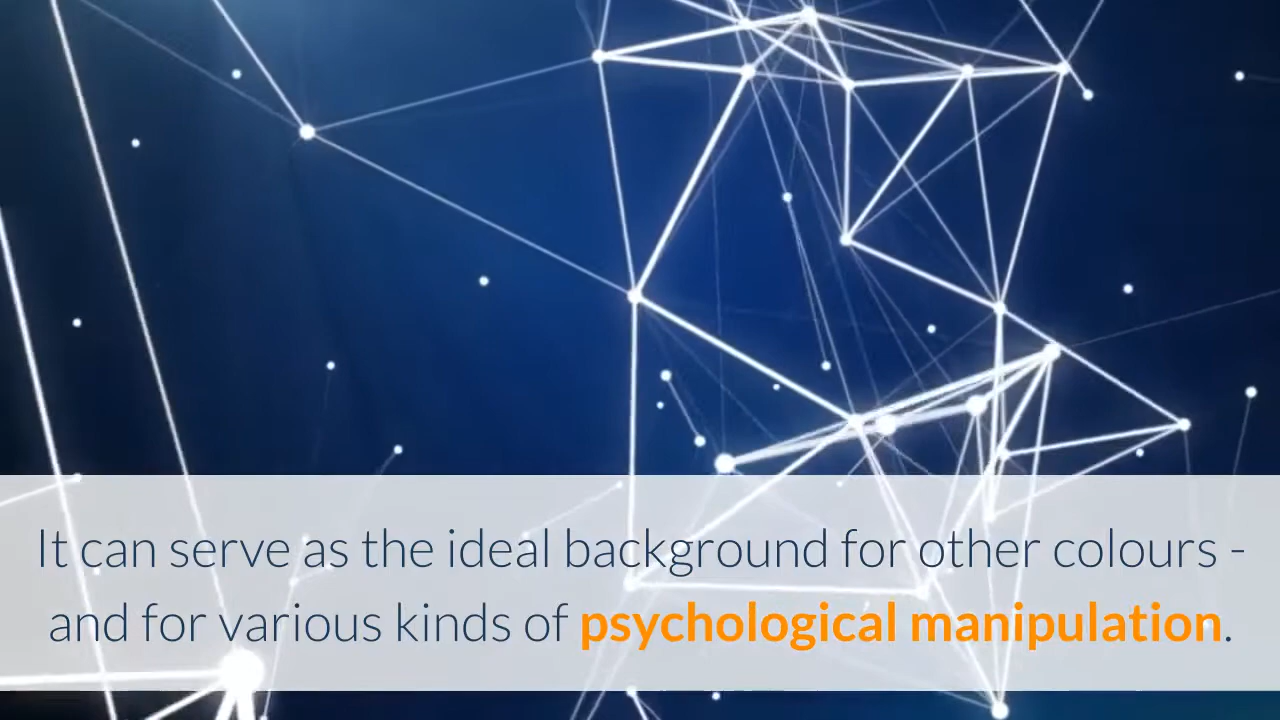 It can serve as the ideal background for other colours -
and for various kinds of psychological manipulation.